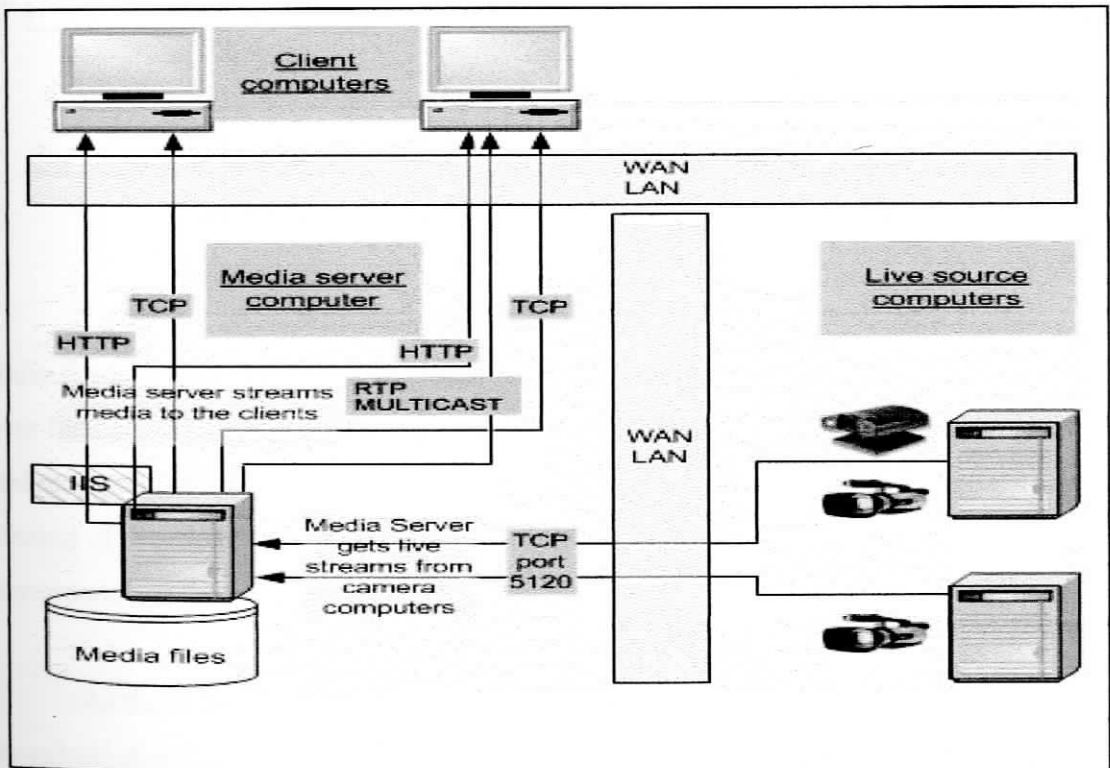 Client
computers
WAN
LAN
Media server
computer
Live source
computers
TCP
TCP
HTTP
HTTP
Media server streams
media to the clients
RTP
MULTICAST
WAN
LAN
IIS
Media Server
gets live
streams from
camera
computers
TCP
port
5120
Media files